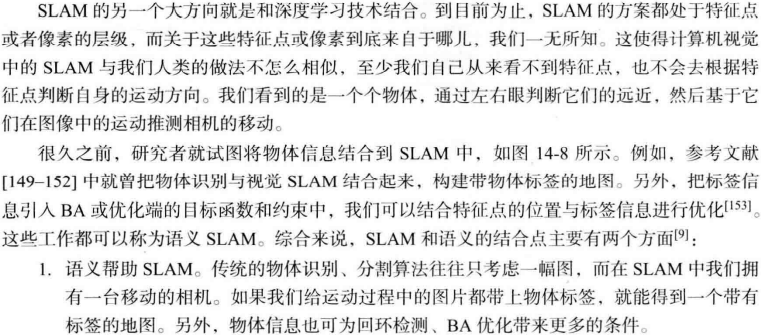 SLAM 的另一个大方向就是和深度学习技术结合。到目前为止，SLAM 的方案都处于特征点
或者像素的层级，而关于这些特征点或像素到底来自于哪儿，我们一无所知。这使得计算机视觉
中的 SLAM 与我们人类的做法不怎么相似，至少我们自己从来看不到特征点，也不会去根据特
征点判断自身的运动方向。我们看到的是一个个物体，通过左右眼判断它们的远近，然后基于它
们在图像中的运动推测相机的移动。
很久之前，研究者就试图将物体信息结合到 SLAM 中，如图 14-8 所示。例如，参考文献
[149–152] 中就曾把物体识别与视觉 SLAM 结合起来，构建带物体标签的地图。另外，把标签信
息引入 BA 或优化端的目标函数和约束中，我们可以结合特征点的位置与标签信息进行优化[153]。
这些工作都可以称为语义 SLAM。综合来说，SLAM 和语义的结合点主要有两个方面[9]：
1. 语义帮助 SLAM。传统的物体识别、分割算法往往只考虑一幅图，而在 SLAM 中我们拥
有一台移动的相机。如果我们给运动过程中的图片都带上物体标签，就能得到一个带有
标签的地图。另外，物体信息也可为回环检测、BA 优化带来更多的条件。